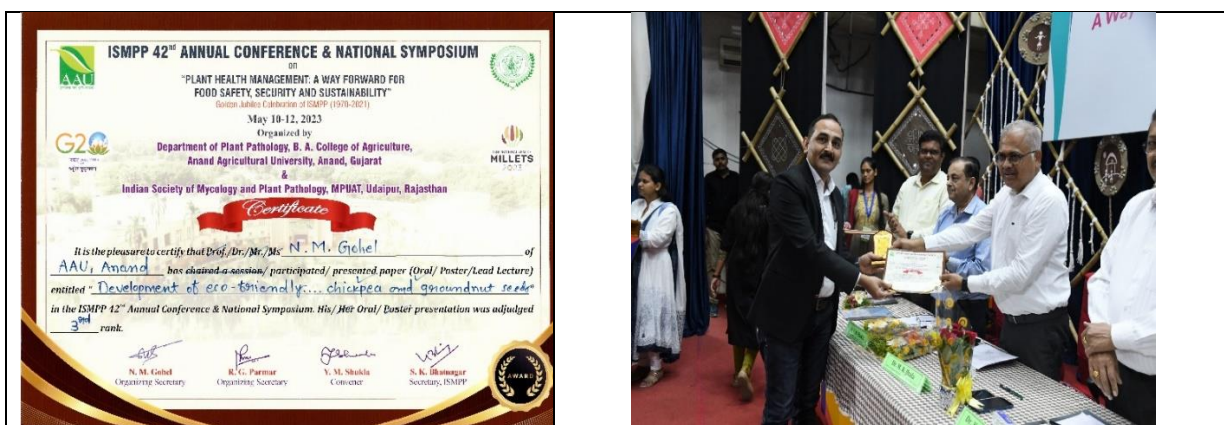 AAU
ISMPP 42nd ANNUAL CONFERENCE & NATIONAL SYMPOSIUM
on
"PLANT HEALTH MANAGEMENT: A WAY FORWARD FOR
FOOD SAFETY, SECURITY AND SUSTAINABILITY"
Golden Jubilee Celebration of ISMPP (1970-2021)
May 10-12, 2023
Organized by
Department of Plant Pathology, B. A. College of Agriculture,
Anand Agricultural University, Anand, Gujarat
&
Indian Society of Mycology and Plant Pathology, MPUAT, Udaipur, Rajasthan
G20
MILLETS
2023
Certificate
It is the pleasure to certify that Prof./Dr./Mr./Ms N. M. Gohel of
AAU, Anand has chaired a session/ participated/ presented paper (Oral/ Poster/Lead Lecture)
entitled " Development of eco-friendly.... chickpea and groundnut seeds"
in the ISMPP 42nd Annual Conference & National Symposium. His/ Her Oral/ Poster presentation was adjudged
3rd rank.
N. M. Gohel
Organizing Secretary
R. G. Parmar
Organizing Secretary
Y. M. Shukla
Convener
S. K. Bhatnagar
Secretary, ISMPP
AWARD
A Way